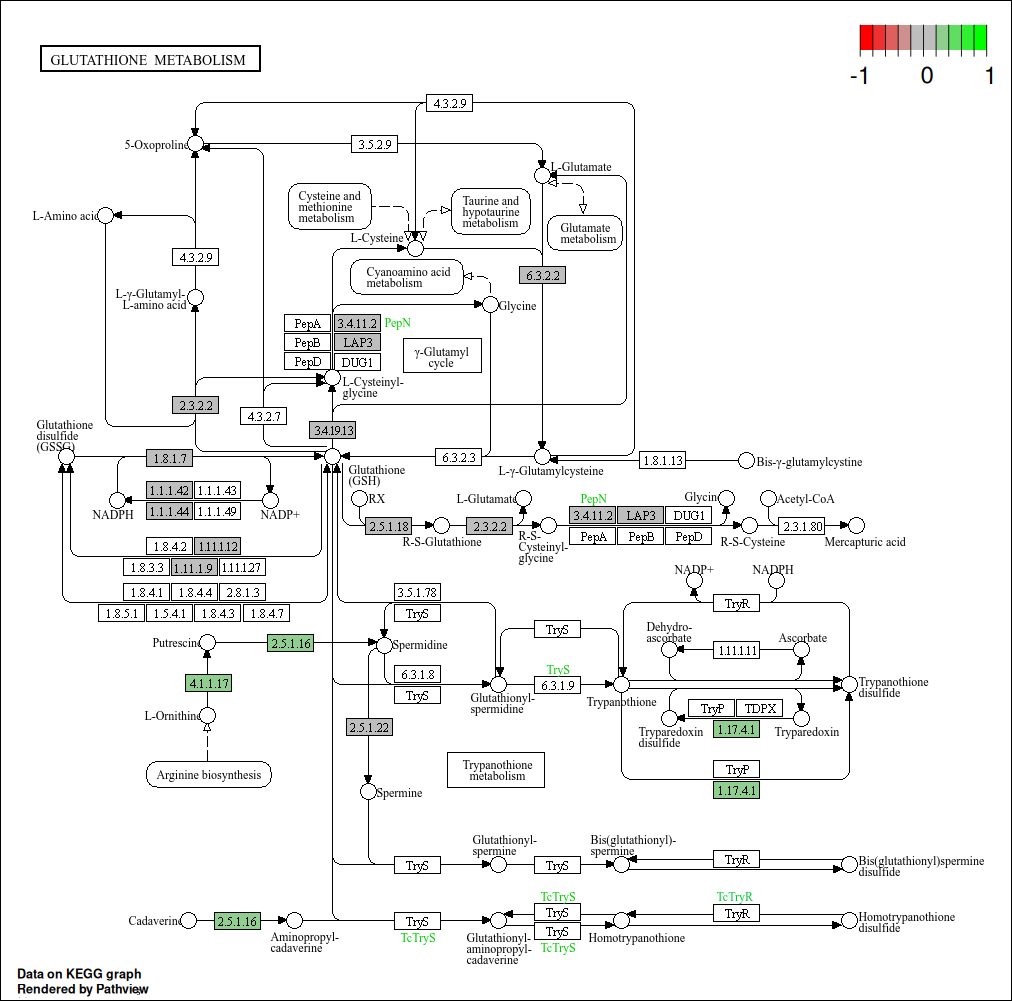 GLUTATHIONE METABOLISM
-1 0 1
4.3.2.9
5-Oxoproline
3.5.2.9
L-Glutamate
Cysteine and
methionine
metabolism
Taurine and
hypotaurine
metabolism
L-Amino acid
Glutamate
metabolism
L-Cysteine
4.3.2.9
Cyanoamino acid
metabolism
6.3.2.2
L-γ-Glutamyl-
L-amino acid
Glycine
PepA 3.4.11.2 PepN
PepB LAP3
PepD DUG1
γ-Glutamyl
cycle
L-Cysteinyl-
glycine
2.3.2.2
4.3.2.7
3.4.19.13
Glutathione
disulfide
(GSSG)
1.8.1.7
6.3.2.3
1.8.1.13
Bis-γ-glutamylcystine
Glutathione
(GSH)
L-γ-Glutamylcysteine
1.1.1.42 1.1.1.43
1.1.1.44 1.1.1.49
NADPH
NADP+
RX
L-Glutamate
PepN
Glycin
Acetyl-CoA
2.5.1.18
2.3.2.2
3.4.11.2 LAP3 DUG1
PepA PepB PepD
2.3.1.80
R-S-Glutathione
R-S-
Cysteinyl-
glycine
R-S-Cysteine
Mercapturic acid
1.8.4.2 1.11.1.12
1.8.3.3 1.11.1.9 1.11.1.27
1.8.4.1 1.8.4.4 2.8.1.3
1.8.5.1 1.5.4.1 1.8.4.3 1.8.4.7
NADP+
NADPH
3.5.1.78
TryS
TryR
Putrescine
2.5.1.16
Spermidine
TryS
Dehydro-
ascorbate
Ascorbate
1.11.1.11
4.1.1.17
6.3.1.8
TryS
TryS
6.3.1.9
Glutathionyl-
spermidine
Trypanothione
Trypanothione
disulfide
L-Ornithine
2.5.1.22
TryP TDPX
1.17.4.1
Tryparedoxin
disulfide
Tryparedoxin
Arginine biosynthesis
Trypanothione
metabolism
TryP
1.17.4.1
Spermine
Glutathionyl-
spermine
Bis(glutathionyl)-
spermine
TryS
TryS
TryR
Bis(glutathionyl)spermine
disulfide
Cadaverine
2.5.1.16
Aminopropyl-
cadaverine
TryS
TcTryS
Glutathionyl-
aminopropyl-
cadaverine
TcTryS
TryS
TryS
TcTryS
Homotrypanothione
TcTryR
TryR
Homotrypanothione
disulfide
Data on KEGG graph
Rendered by Pathview